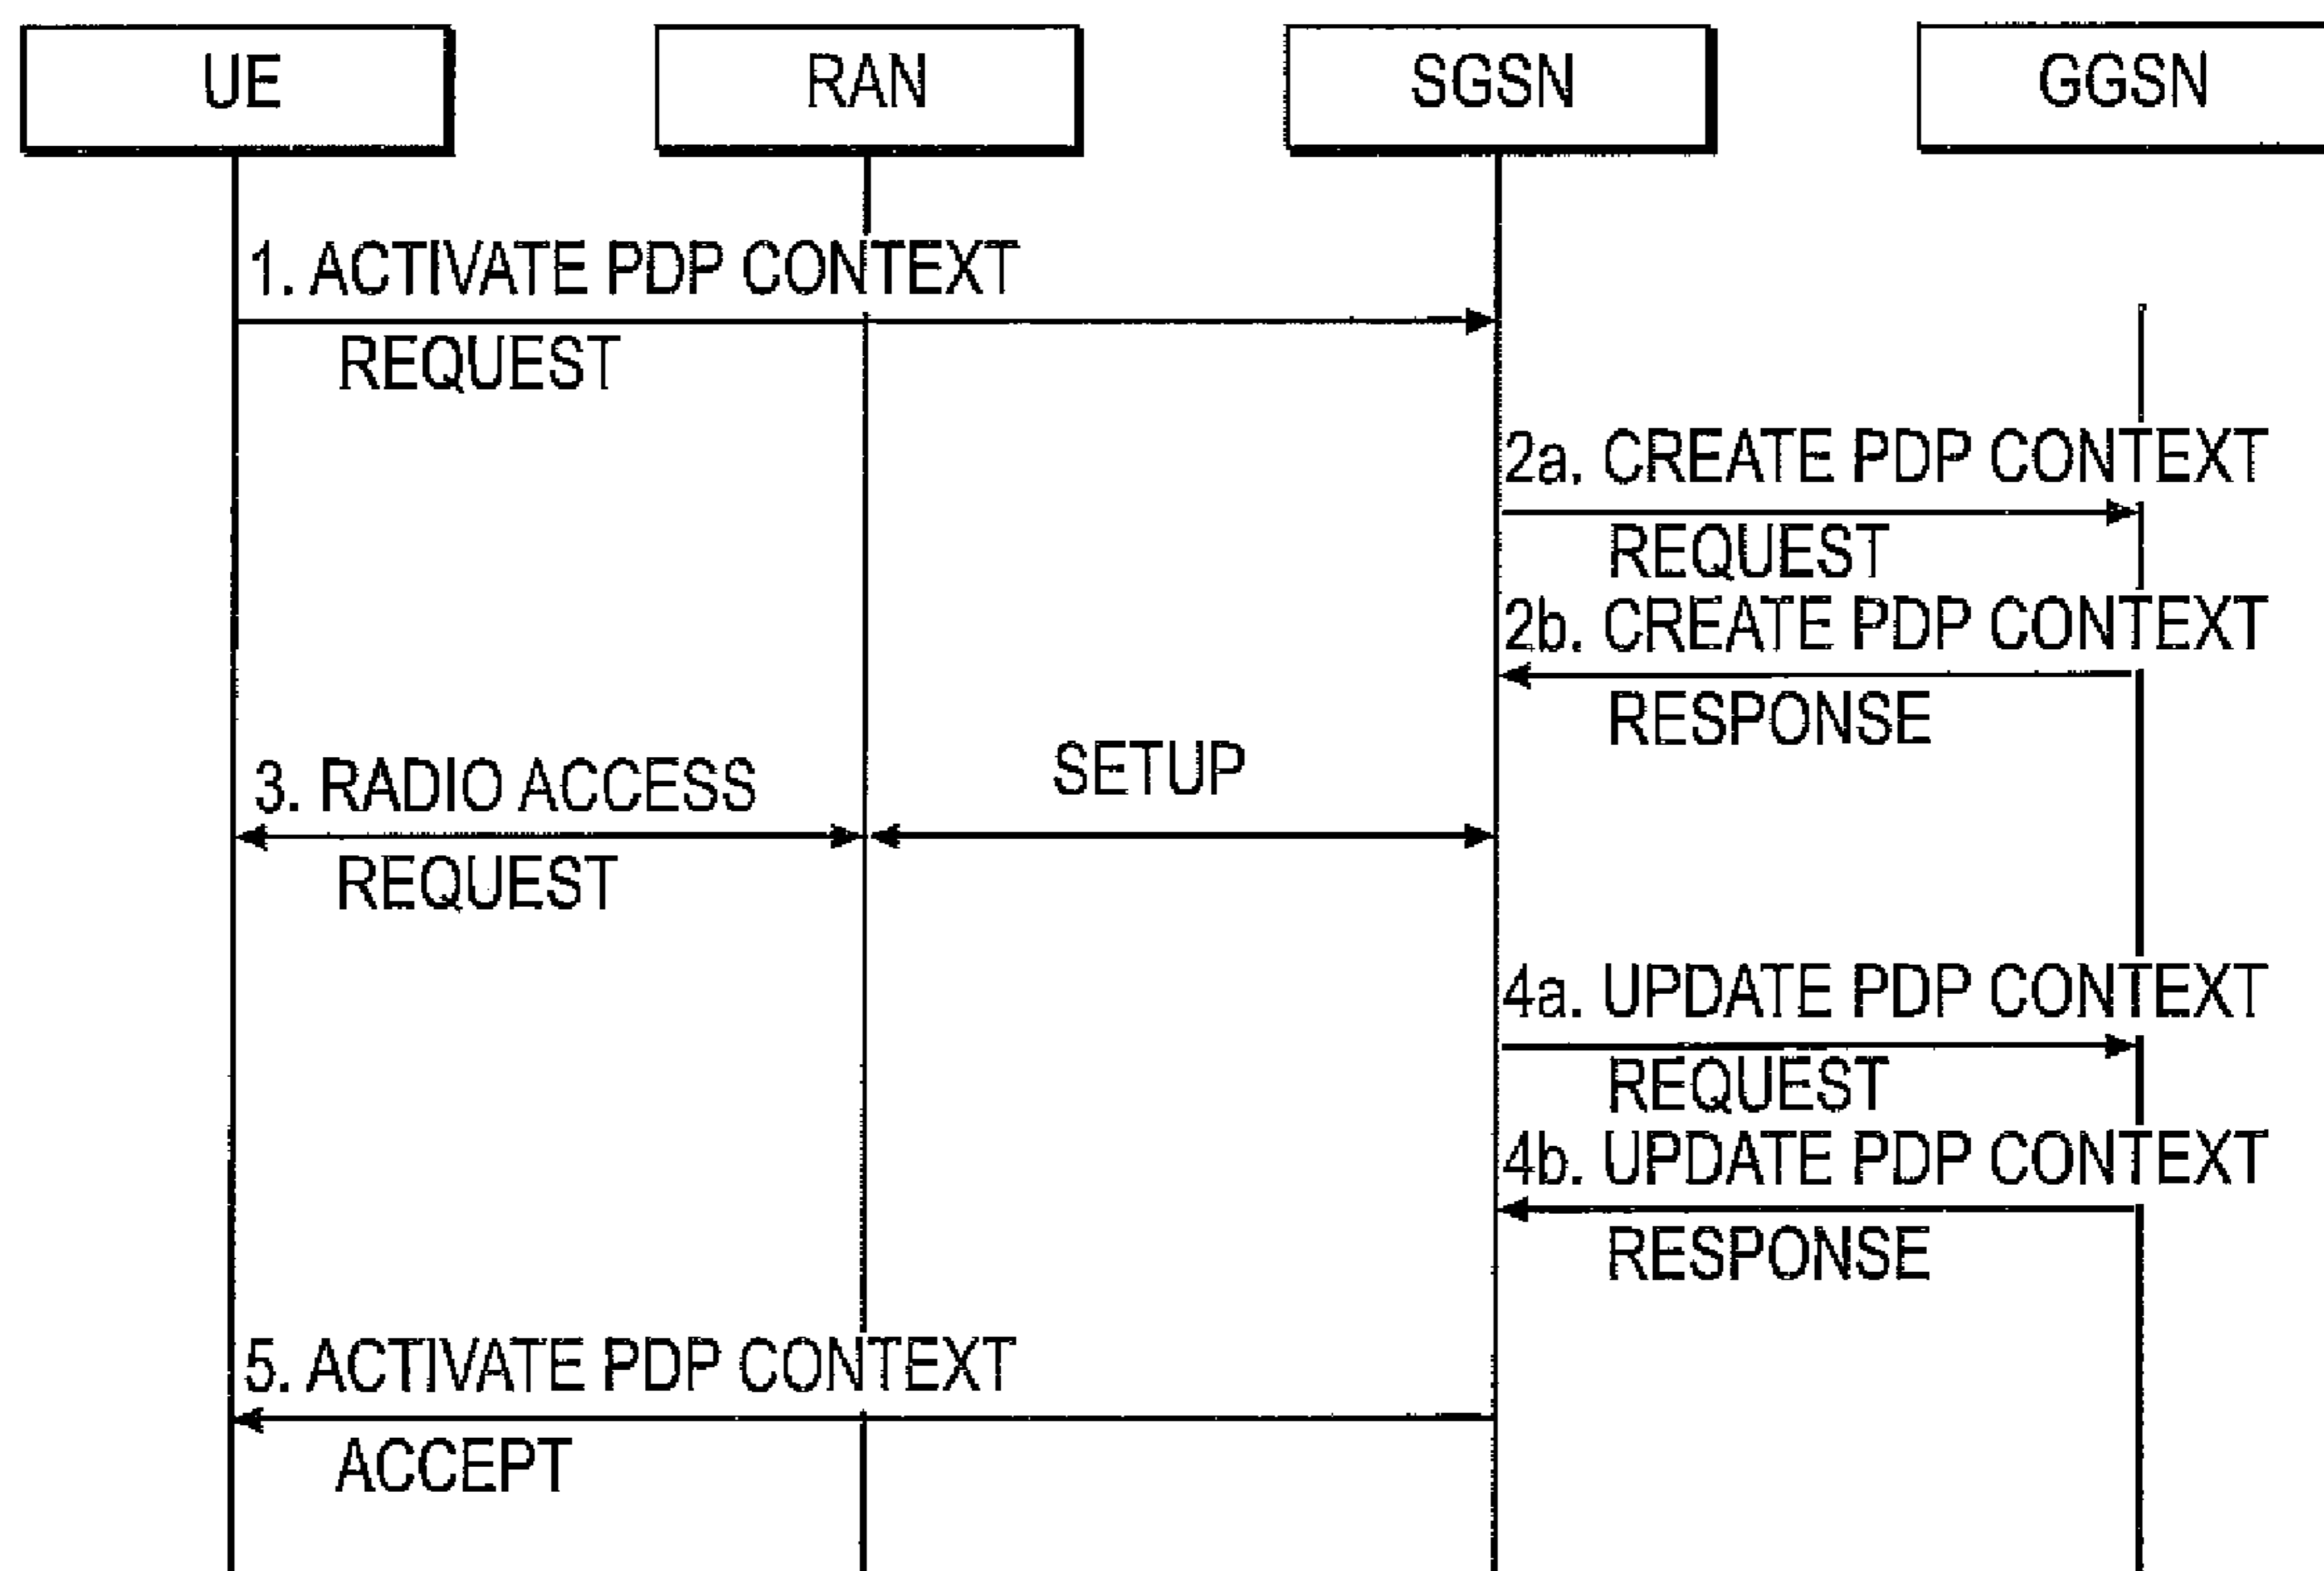 UE
RAN
SGSN
GGSN
1. ACTIVATE PDP CONTEXT
REQUEST
2a. CREATE PDP CONTEXT
REQUEST
2b. CREATE PDP CONTEXT
RESPONSE
3. RADIO ACCESS
SETUP
REQUEST
4a. UPDATE PDP CONTEXT
REQUEST
4b. UPDATE PDP CONTEXT
RESPONSE
5. ACTIVATE PDP CONTEXT
ACCEPT